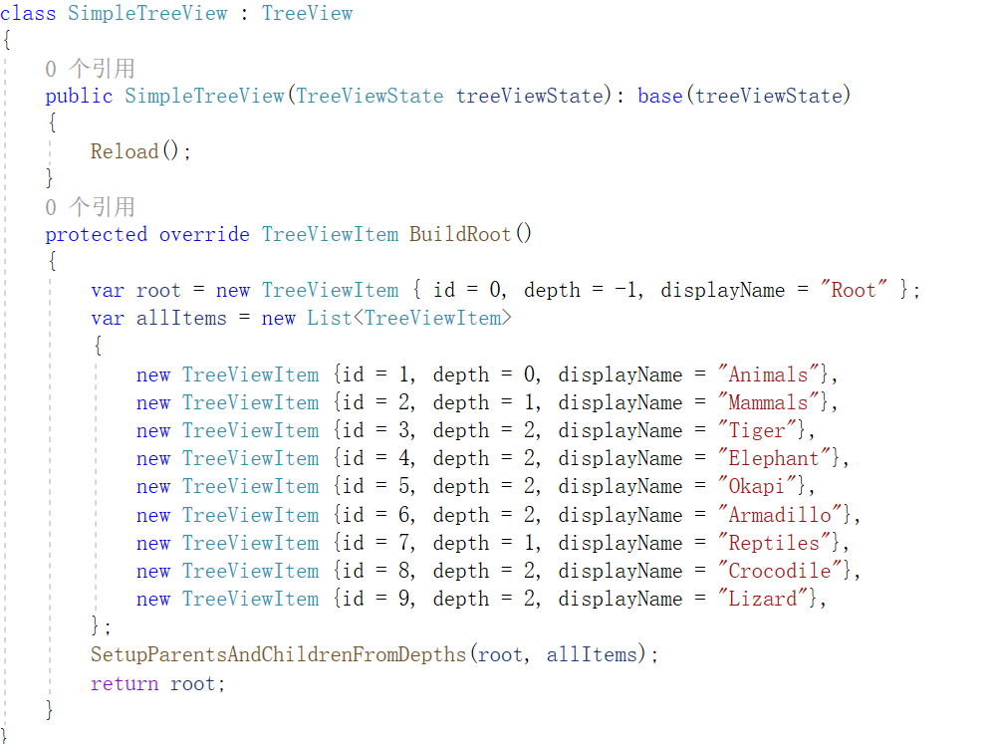 class SimpleTreeView : TreeView
{
0 个引用
public SimpleTreeView(TreeViewState treeViewState): base(treeViewState)
{
Reload();
}
0 个引用
protected override TreeViewItem BuildRoot()
{
var root = new TreeViewItem { id = 0, depth = -1, displayName = "Root" };
var allItems = new List<TreeViewItem>
{
new TreeViewItem {id = 1, depth = 0, displayName = "Animals"},
new TreeViewItem {id = 2, depth = 1, displayName = "Mammals"},
new TreeViewItem {id = 3, depth = 2, displayName = "Tiger"},
new TreeViewItem {id = 4, depth = 2, displayName = "Elephant"},
new TreeViewItem {id = 5, depth = 2, displayName = "Okapi"},
new TreeViewItem {id = 6, depth = 2, displayName = "Armadillo"},
new TreeViewItem {id = 7, depth = 1, displayName = "Reptiles"},
new TreeViewItem {id = 8, depth = 2, displayName = "Crocodile"},
new TreeViewItem {id = 9, depth = 2, displayName = "Lizard"},
};
SetupParentsAndChildrenFromDepths(root, allItems);
return root;
}
}